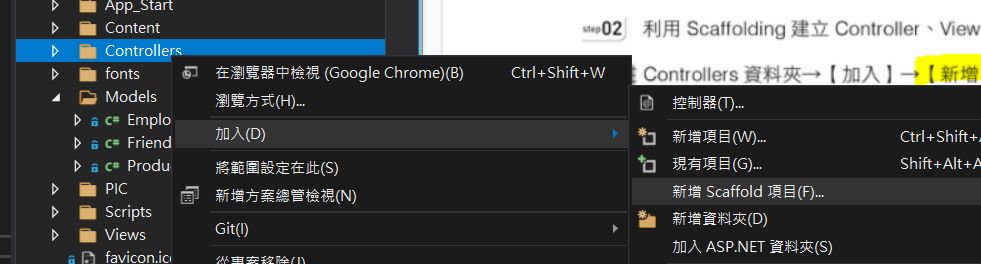 App_Start
Content
Controllers
fonts
Models
C# Emplo
C# Friend
C# Produ
PIC
Scripts
Views
favicon.ic
在瀏覽器中檢視 (Google Chrome)(B) Ctrl+Shift+W
瀏覽方式(H)...
加入(D)
將範圍設定在此(S)
新增方案總管檢視(N)
Git(I)
從專案移除(J)
step02 利用 Scaffolding 建立 Controller、View
Controllers 資料夾→【加入】→【新增
控制器(T)...
新增項目(W)... Ctrl+Shift+
現有項目(G)... Shift+Alt+
新增 Scaffold 項目(F)...
新增資料夾(D)
加入 ASP.NET 資料夾(S)